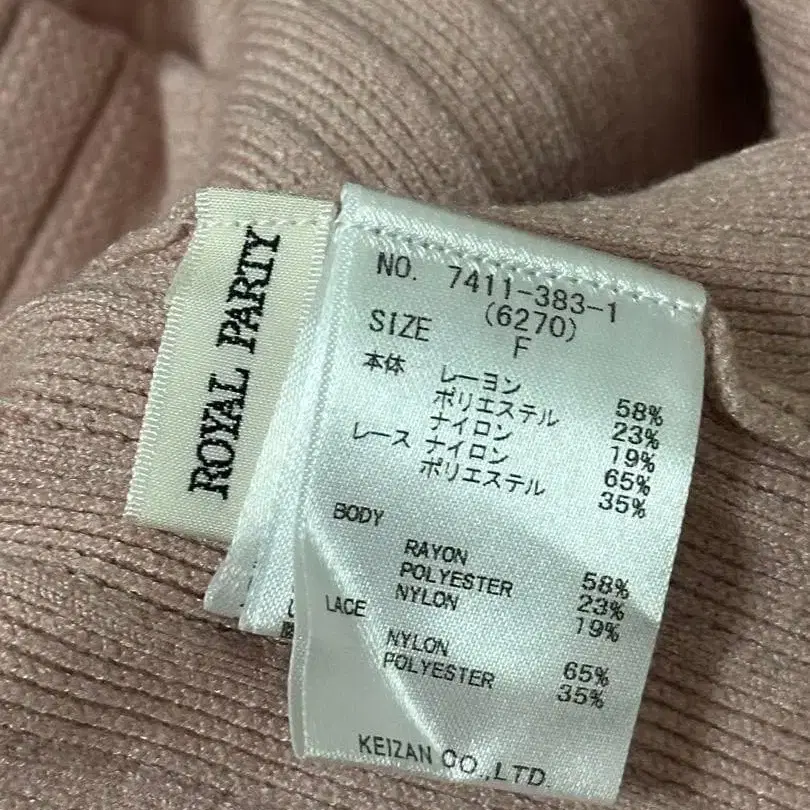 ROYAL PARTY
NO. 7411-383-1
(6270)
SIZE F
本体 レーヨン 58%
ポリエステル 23%
ナイロン 19%
レース ナイロン 65%
ポリエステル 35%
BODY
RAYON 58%
POLYESTER 23%
NYLON 19%
LACE
NYLON 65%
POLYESTER 35%
KEIZAN CO.,LTD.